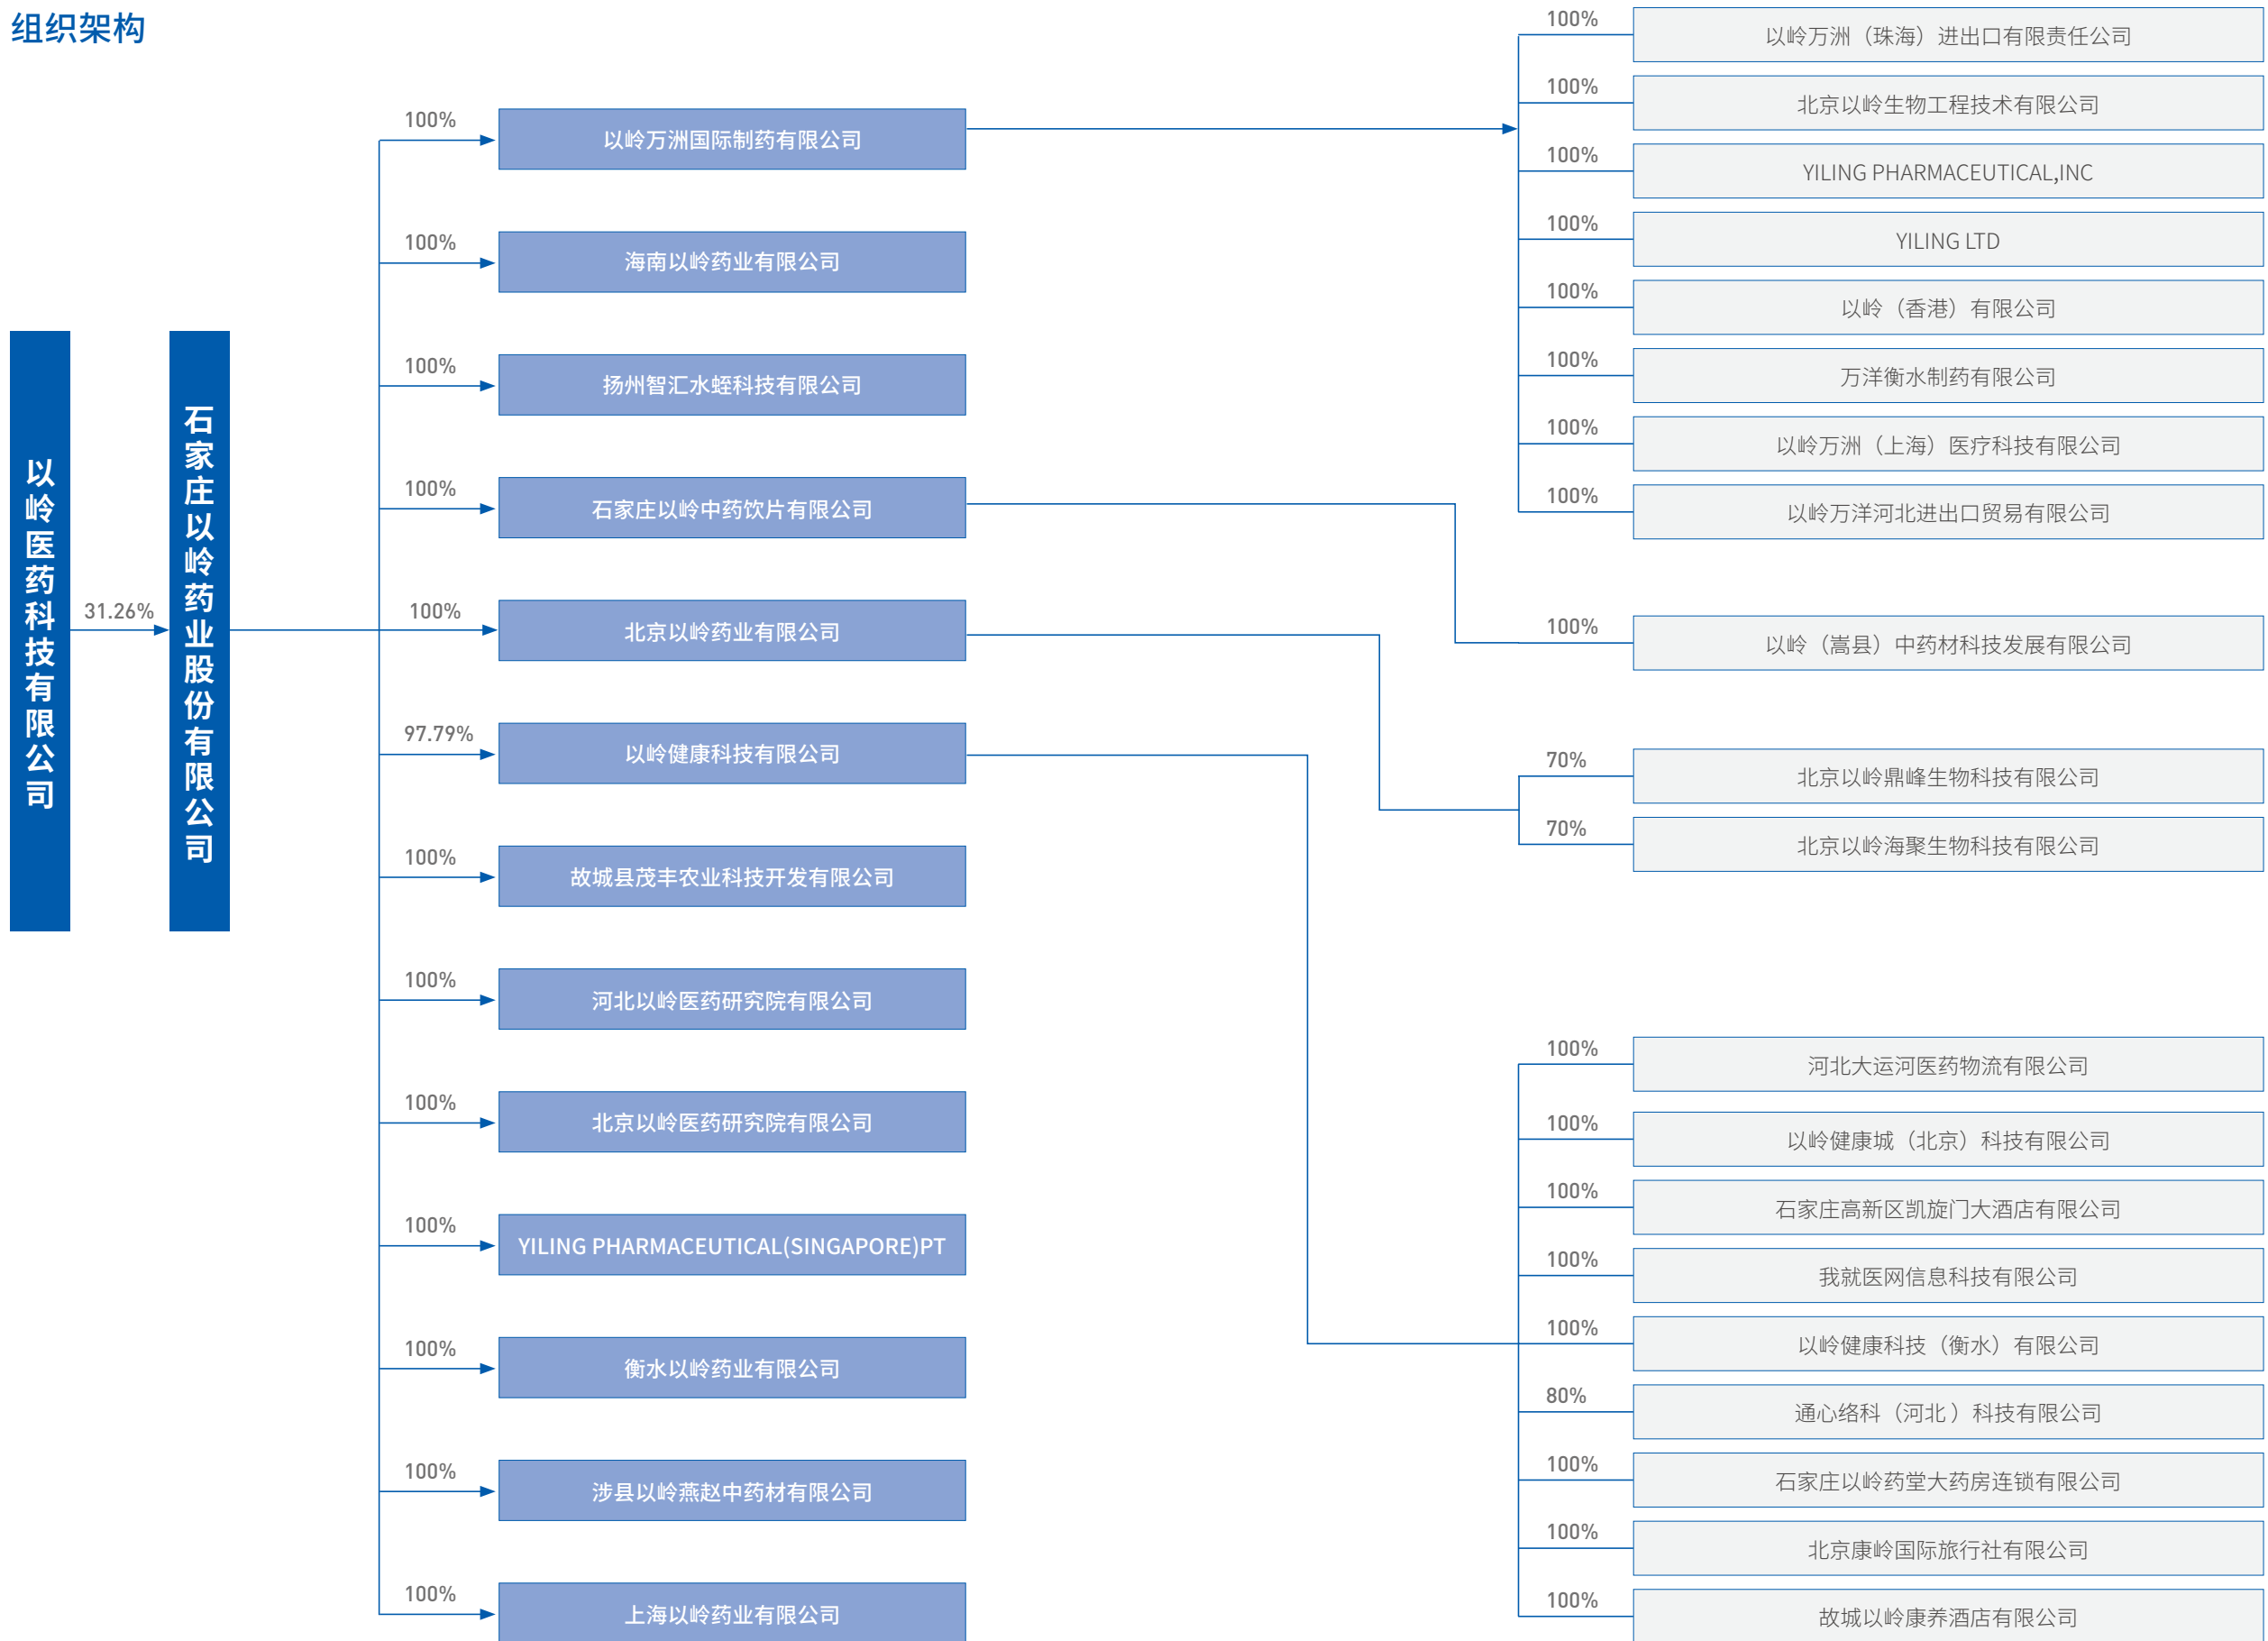 组织架构
以岭医药科技有限公司
31.26%
石家庄以岭药业股份有限公司
100%
以岭万洲国际制药有限公司
100%
海南以岭药业有限公司
100%
扬州智汇水蛭科技有限公司
100%
石家庄以岭中药饮片有限公司
100%
北京以岭药业有限公司
97.79%
以岭健康科技有限公司
100%
故城县茂丰农业科技开发有限公司
100%
河北以岭医药研究院有限公司
100%
北京以岭医药研究院有限公司
100%
YILING PHARMACEUTICAL(SINGAPORE)PT
100%
衡水以岭药业有限公司
100%
涉县以岭燕赵中药材有限公司
100%
上海以岭药业有限公司
100%
以岭万洲（珠海）进出口有限责任公司
100%
北京以岭生物工程技术有限公司
100%
YILING PHARMACEUTICAL,INC
100%
YILING LTD
100%
以岭（香港）有限公司
100%
万洋衡水制药有限公司
100%
以岭万洲（上海）医疗科技有限公司
100%
以岭万洋河北进出口贸易有限公司
100%
以岭（嵩县）中药材科技发展有限公司
70%
北京以岭鼎峰生物科技有限公司
70%
北京以岭海聚生物科技有限公司
100%
河北大运河医药物流有限公司
100%
以岭健康城（北京）科技有限公司
100%
石家庄高新区凯旋门大酒店有限公司
100%
我就医网信息科技有限公司
100%
以岭健康科技（衡水）有限公司
80%
通心络科（河北 ）科技有限公司
100%
石家庄以岭药堂大药房连锁有限公司
100%
北京康岭国际旅行社有限公司
100%
故城以岭康养酒店有限公司